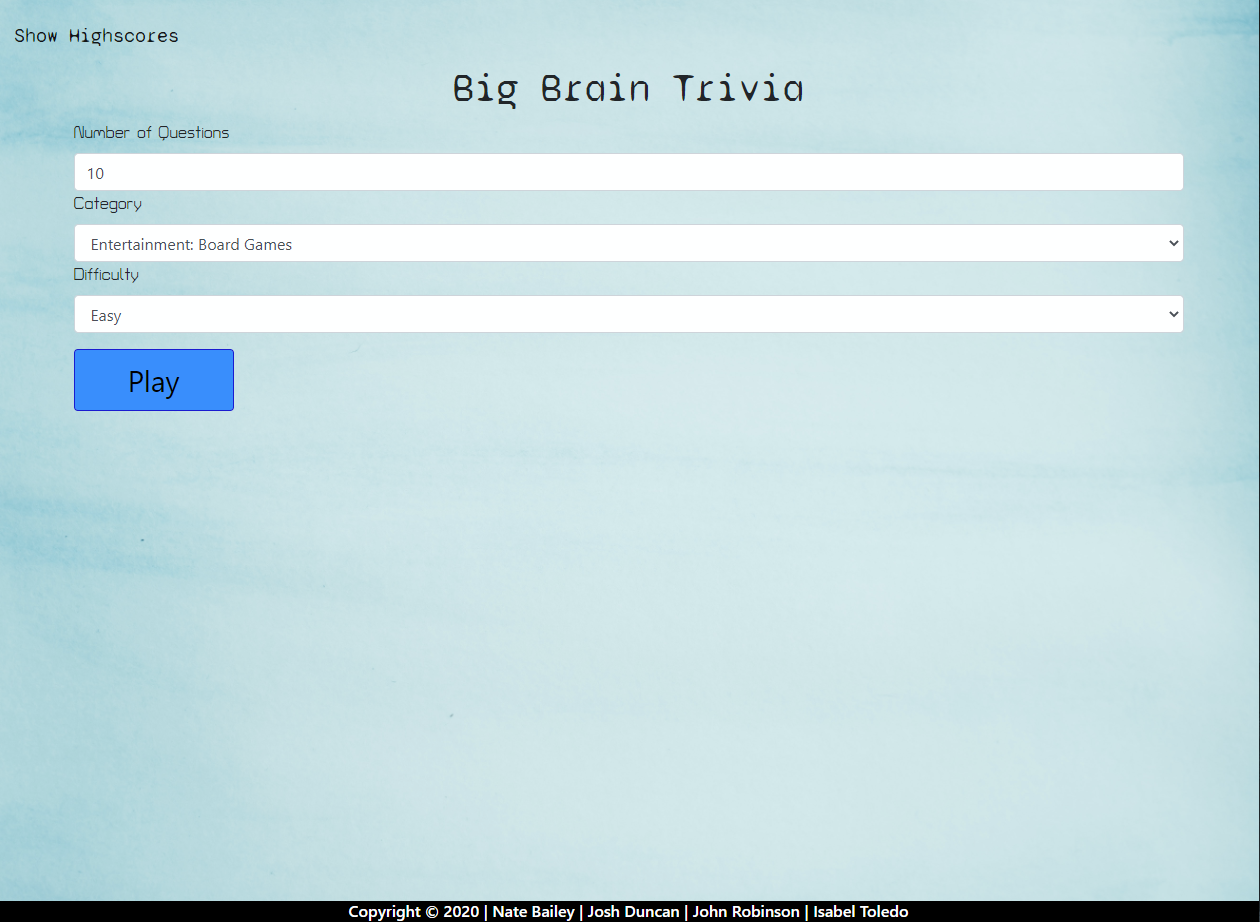 Show Highscores
Big Brain Trivia
Number of Questions
10
Category
Entertainment: Board Games
Difficulty
Easy
Play
Copyright © 2020 | Nate Bailey | Josh Duncan | John Robinson | Isabel Toledo